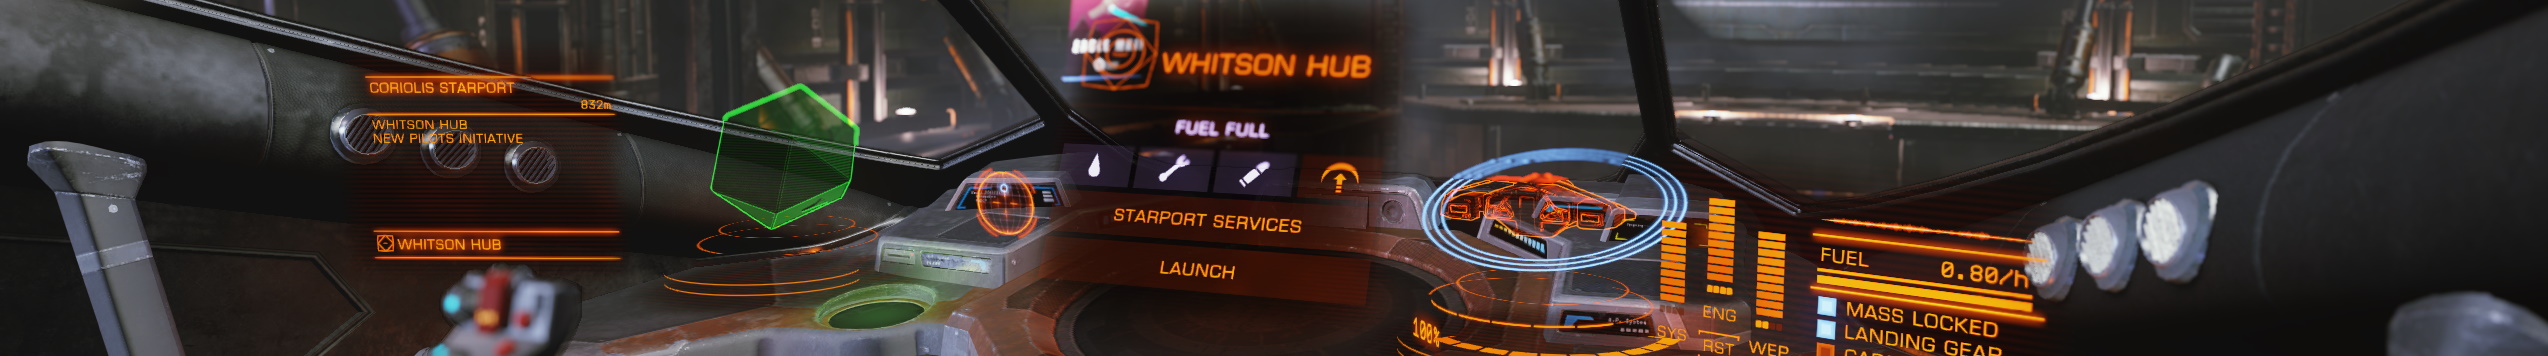 CORIOLIS STARPORT
832m
WHITSON HUB
NEW PILOTS INITIATIVE
WHITSON HUB
WHITSON HUB
FUEL FULL
STARPORT SERVICES
LAUNCH
100%
SYS
ENG
RST
WEP
FUEL
0.80/h
MASS LOCKED
LANDING GEAR